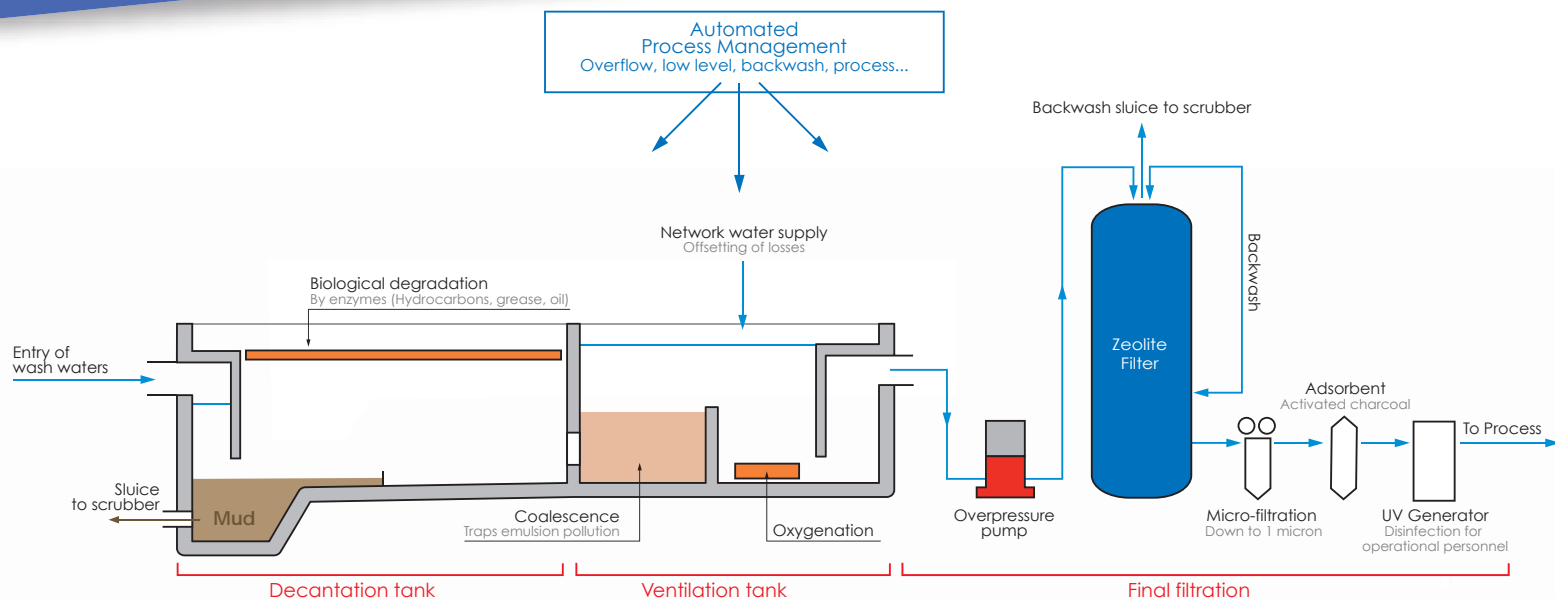 Automated
Process Management
Overflow, low level, backwash, process...
Backwash sluice to scrubber
Network water supply
Offsetting of losses
Backwash
Biological degradation
By enzymes (Hydrocarbons, grease, oil)
Entry of
wash waters
Zeolite
Filter
Adsorbent
Activated charcoal
To Process
Sluice
to scrubber
Mud
Coalescence
Traps emulsion pollution
Oxygenation
Overpressure
pump
Micro-filtration
Down to 1 micron
UV Generator
Disinfection for
operational personnel
Decantation tank
Ventilation tank
Final filtration